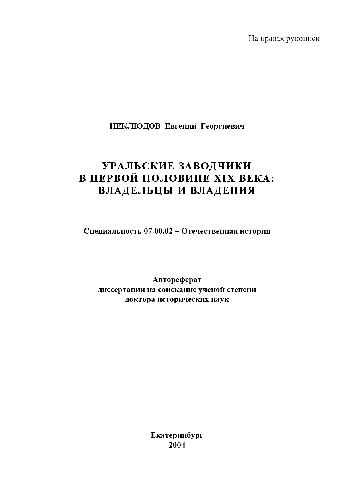 На правах рукописи
НЕКЛЮДОВ Евгений Георгиевич
УРАЛЬСКИЕ ЗАВОДЧИКИ
В ПЕРВОЙ ПОЛОВИНЕ XIX ВЕКА:
ВЛАДЕЛЬЦЫ И ВЛАДЕНИЯ
Специальность 07.00.02 – Отечественная история
Автореферат
диссертации на соискание ученой степени
доктора исторических наук
Екатеринбург
2004